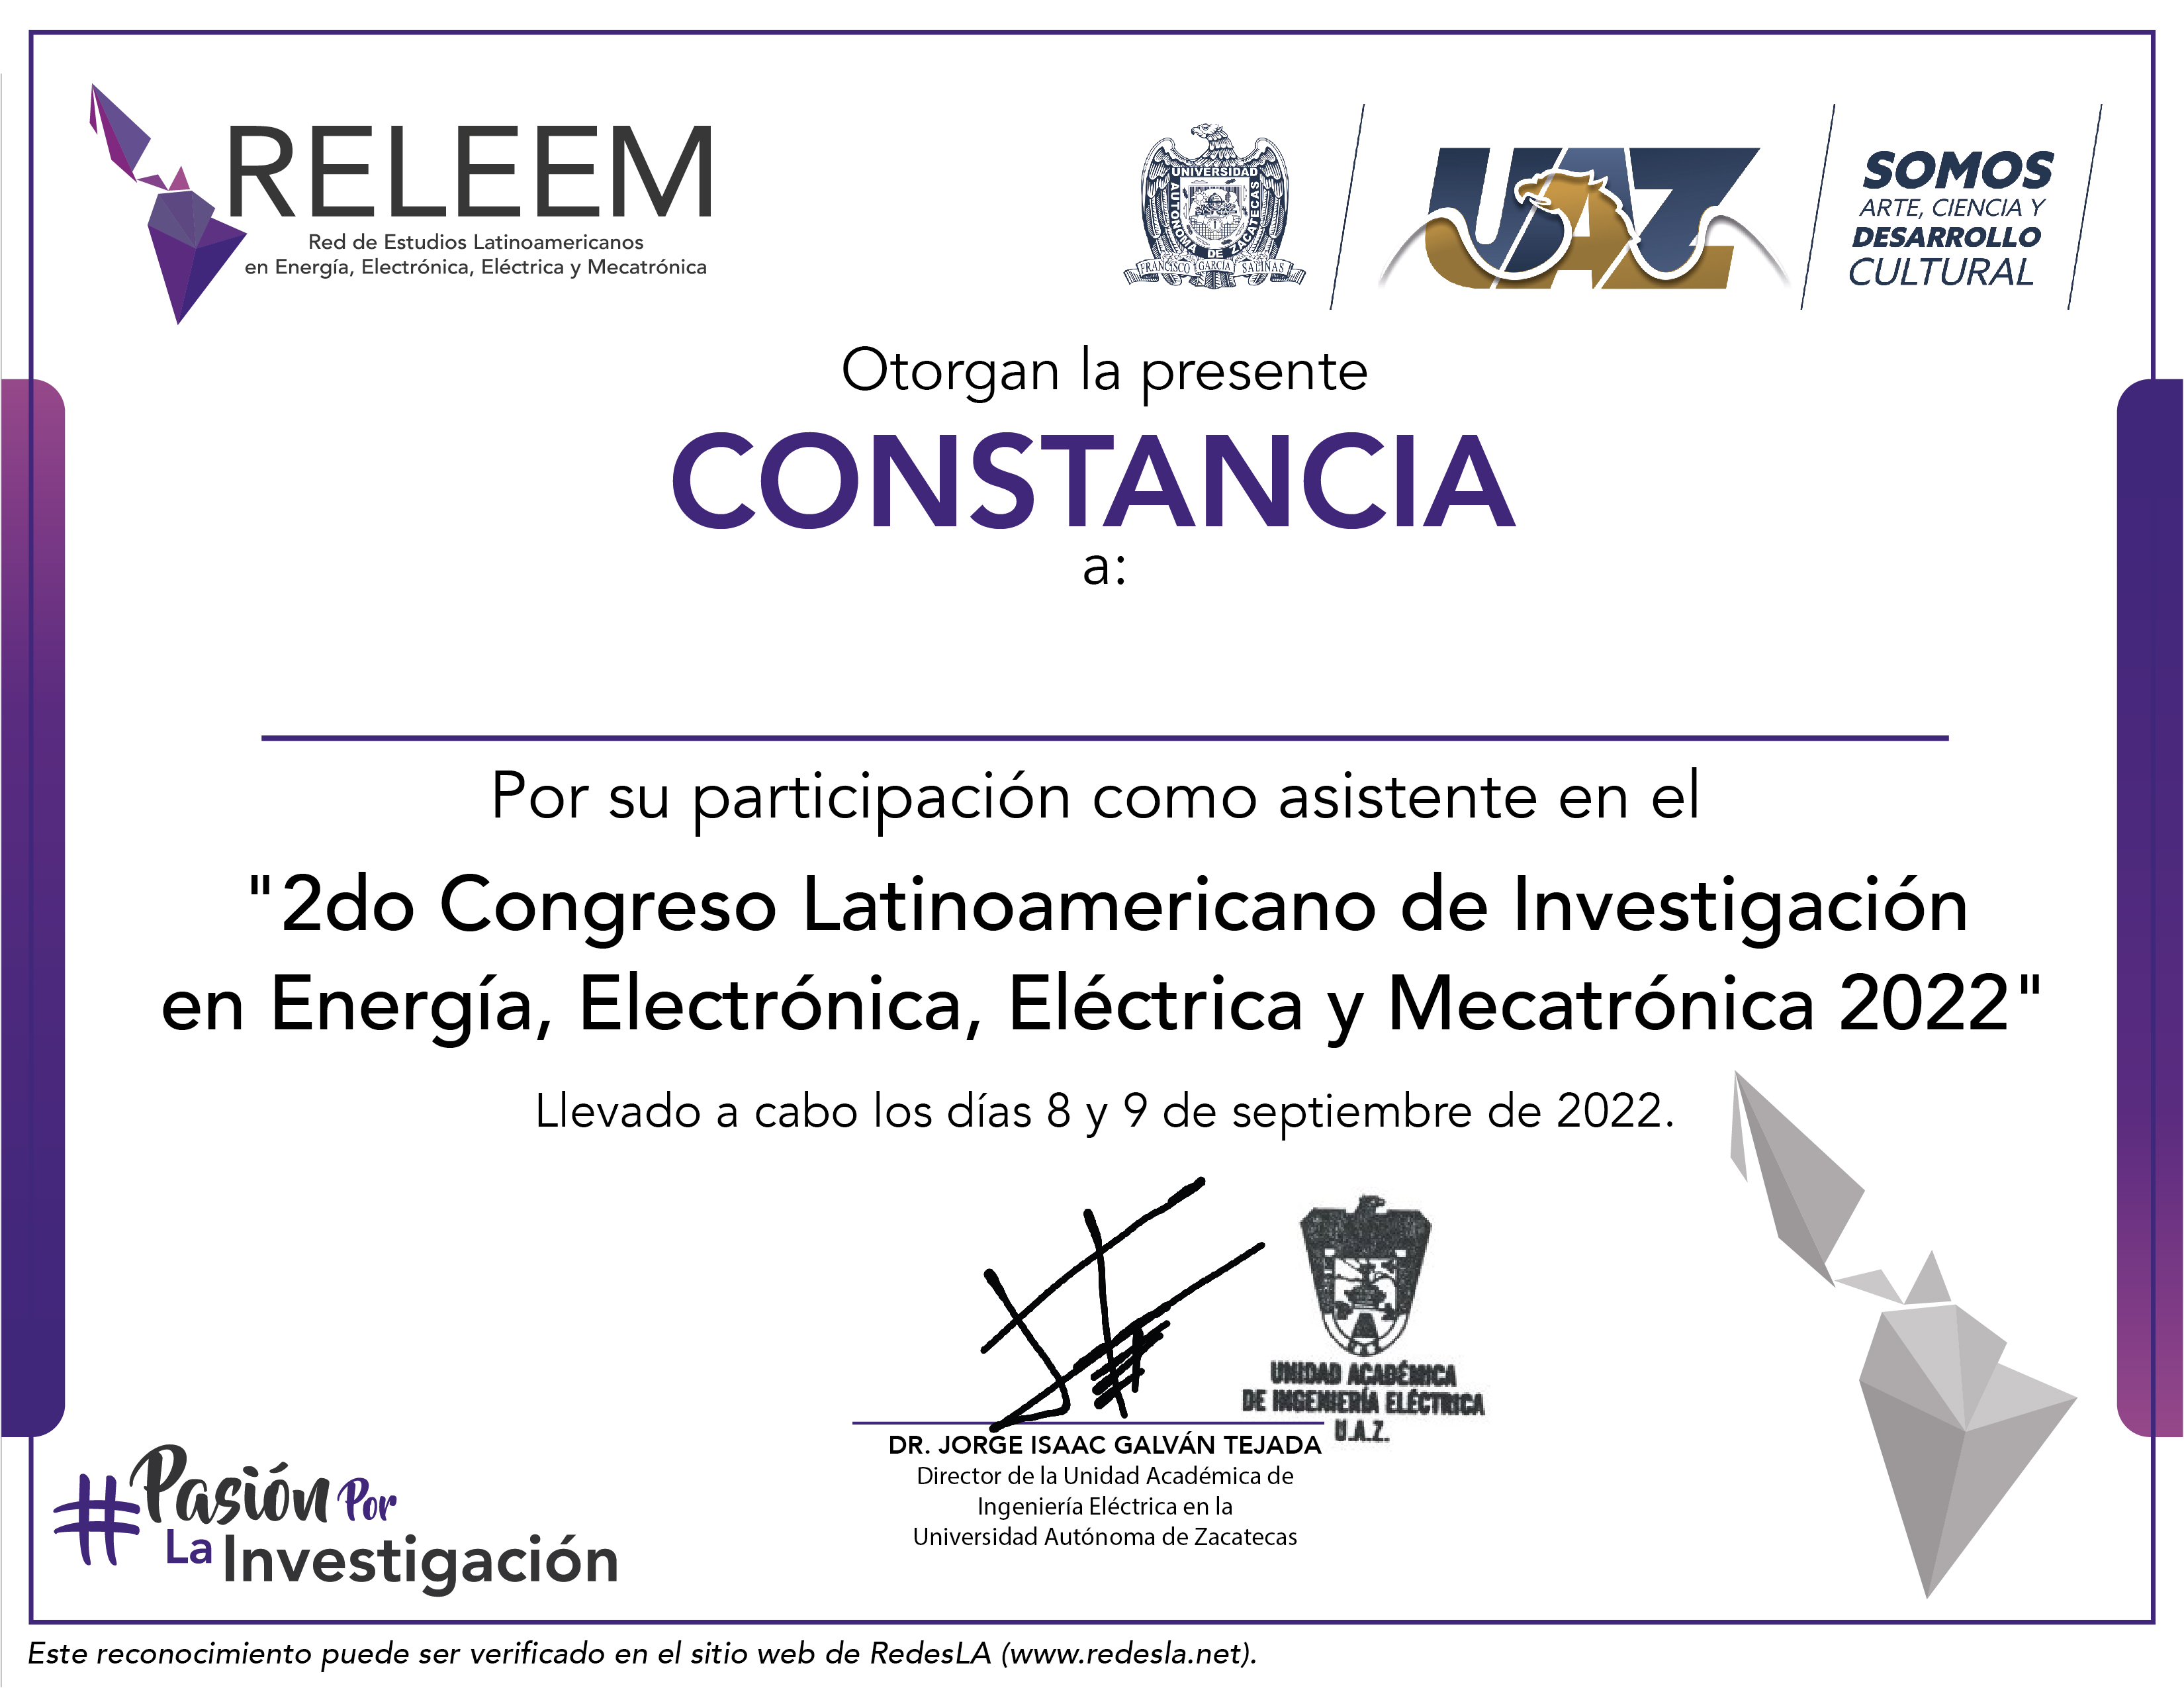 RELEEM
Red de Estudios Latinoamericanos
en Energía, Electrónica, Eléctrica y Mecatrónica
UNIVERSIDAD
AUTÓNOMA
DE ZACATECAS
FRANCISCO GARCÍA SALINAS
UAZ
SOMOS
ARTE, CIENCIA Y
DESARROLLO
CULTURAL
Otorgan la presente
CONSTANCIA
a:
Por su participación como asistente en el
"2do Congreso Latinoamericano de Investigación
en Energía, Electrónica, Eléctrica y Mecatrónica 2022"
Llevado a cabo los días 8 y 9 de septiembre de 2022.
UNIDAD ACADÉMICA
DE INGENIERÍA ELÉCTRICA
U.A.Z.
DR. JORGE ISAAC GALVÁN TEJADA
Director de la Unidad Académica de
Ingeniería Eléctrica en la
Universidad Autónoma de Zacatecas
#Pasión Por
La Investigación
Este reconocimiento puede ser verificado en el sitio web de RedesLA (www.redesla.net).